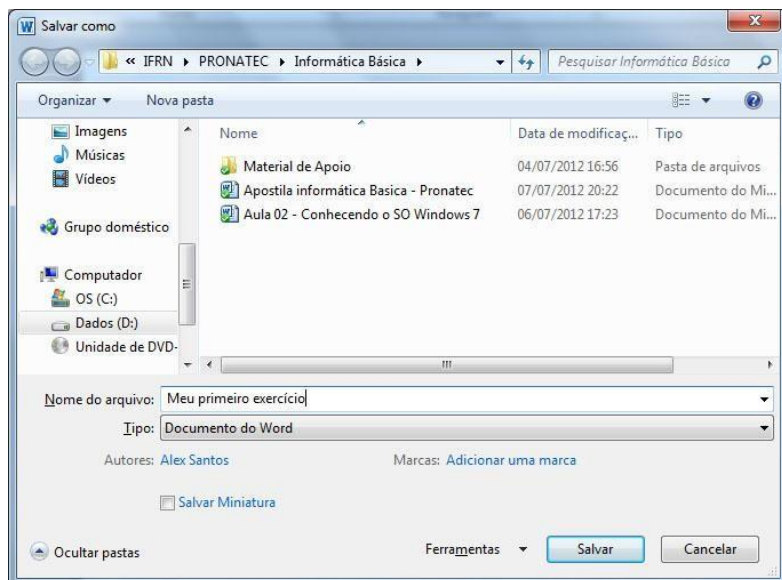 Salvar como
« IFRN ▸ PRONATEC ▸ Informática Básica ▸
Pesquisar Informática Básica
Organizar
Nova pasta
Imagens
Músicas
Vídeos
Grupo doméstico
Computador
OS (C:)
Dados (D:)
Unidade de DVD-
Nome Data de modificaç... Tipo
Material de Apoio 04/07/2012 16:56 Pasta de arquivos
Apostila informática Basica - Pronatec 07/07/2012 20:22 Documento do Mi...
Aula 02 - Conhecendo o SO Windows 7 06/07/2012 17:23 Documento do Mi...
Nome do arquivo: Meu primeiro exercício
Tipo: Documento do Word
Autores: Alex Santos Marcas: Adicionar uma marca
Salvar Miniatura
Ocultar pastas Ferramentas Salvar Cancelar